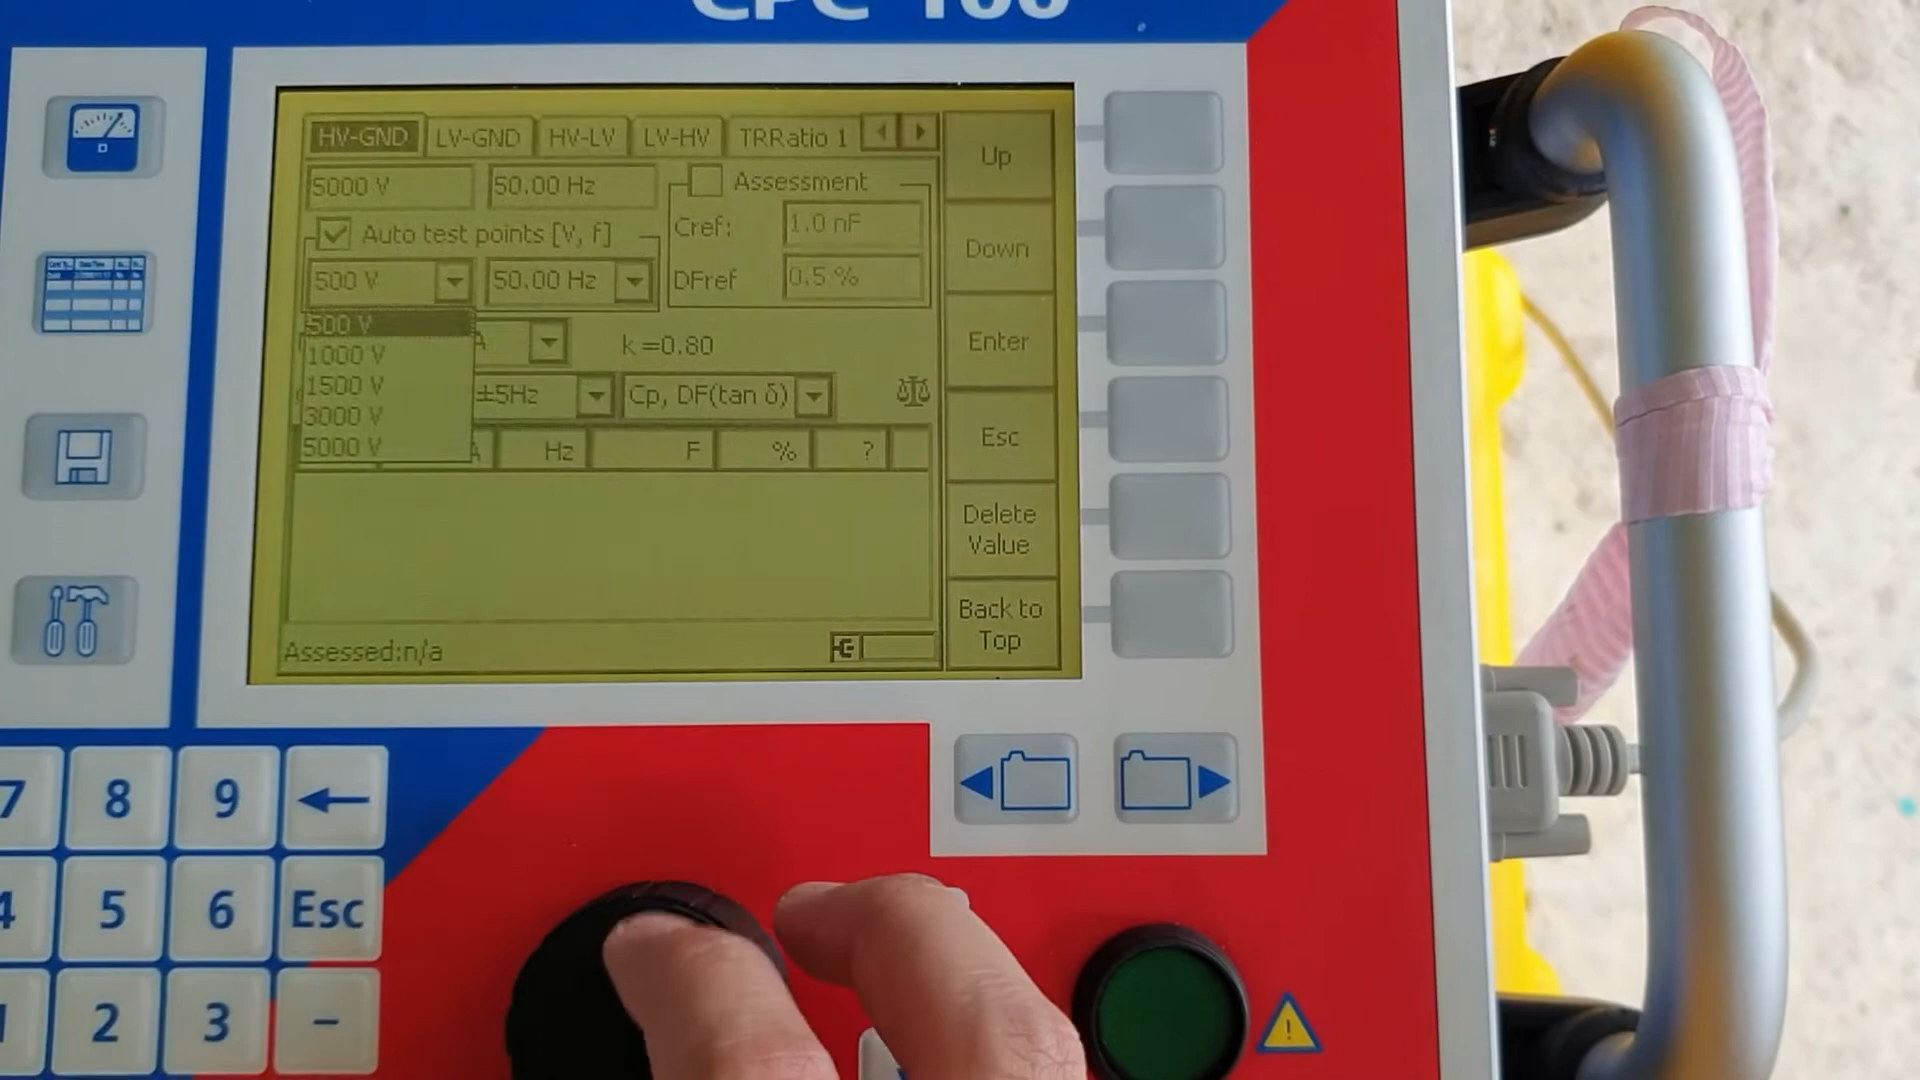 CPC 100
HV-GND LV-GND HV-LV LV-HV TRRatio 1
5000 V 50.00 Hz Assessment
Auto test points [V, f] Cref: 1.0 nF
500 V 50.00 Hz DFref 0.5 %
500 V
1000 V
1500 V
3000 V
5000 V
A k =0.80
±5Hz Cp, DF(tan δ)
A Hz F % ?
Assessed:n/a
Up
Down
Enter
Esc
Delete
Value
Back to
Top
7 8 9
4 5 6 Esc
1 2 3 –
!